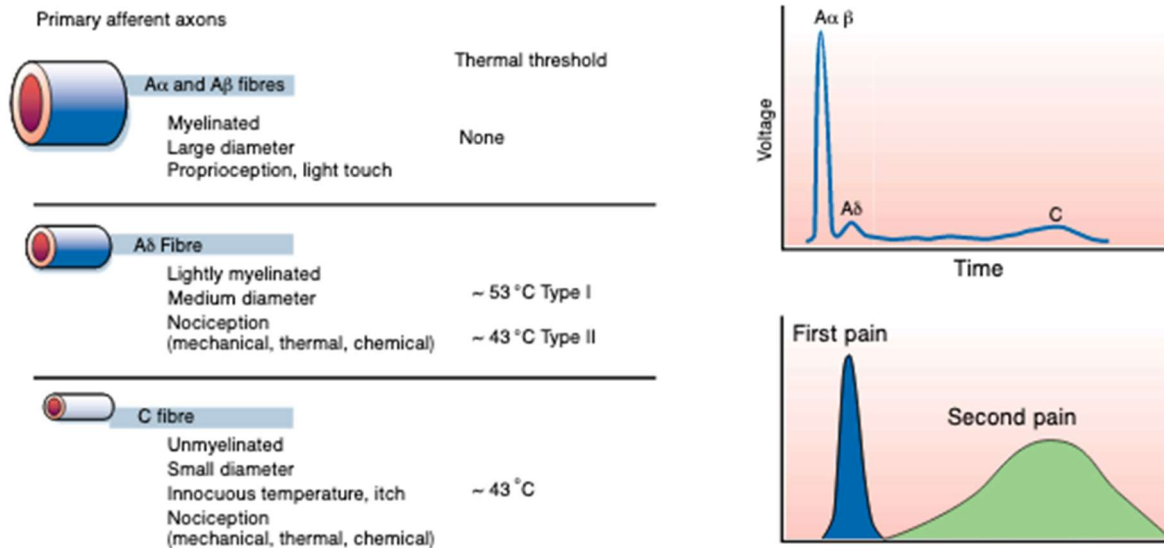 Primary afferent axons
Thermal threshold
Aα and Aβ fibres
Myelinated
Large diameter
Proprioception, light touch
None
Aδ Fibre
Lightly myelinated
Medium diameter
Nociception
(mechanical, thermal, chemical)
~ 53 °C Type I
~ 43 °C Type II
C fibre
Unmyelinated
Small diameter
Innocuous temperature, itch
Nociception
(mechanical, thermal, chemical)
~ 43 °C
Aα β
Voltage
Aδ
C
Time
First pain
Second pain